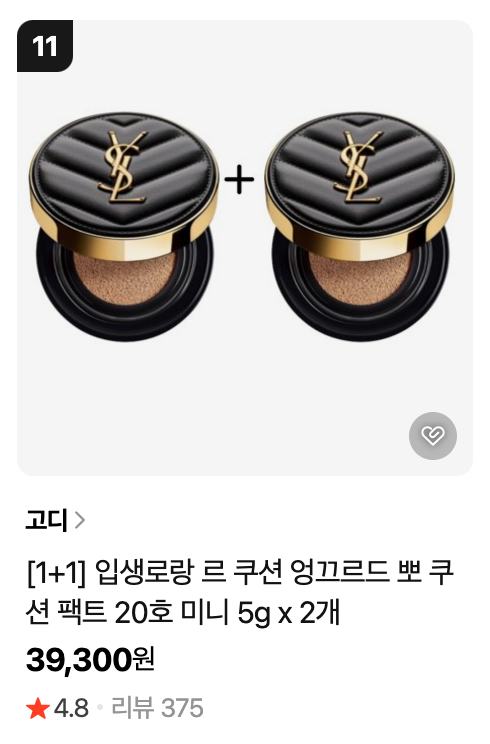 11
YSL
+
YSL
고디
[1+1] 입생로랑 르 쿠션 엉끄르드 뽀 쿠
션 팩트 20호 미니 5g x 2개
39,300원
4.8 • 리뷰 375